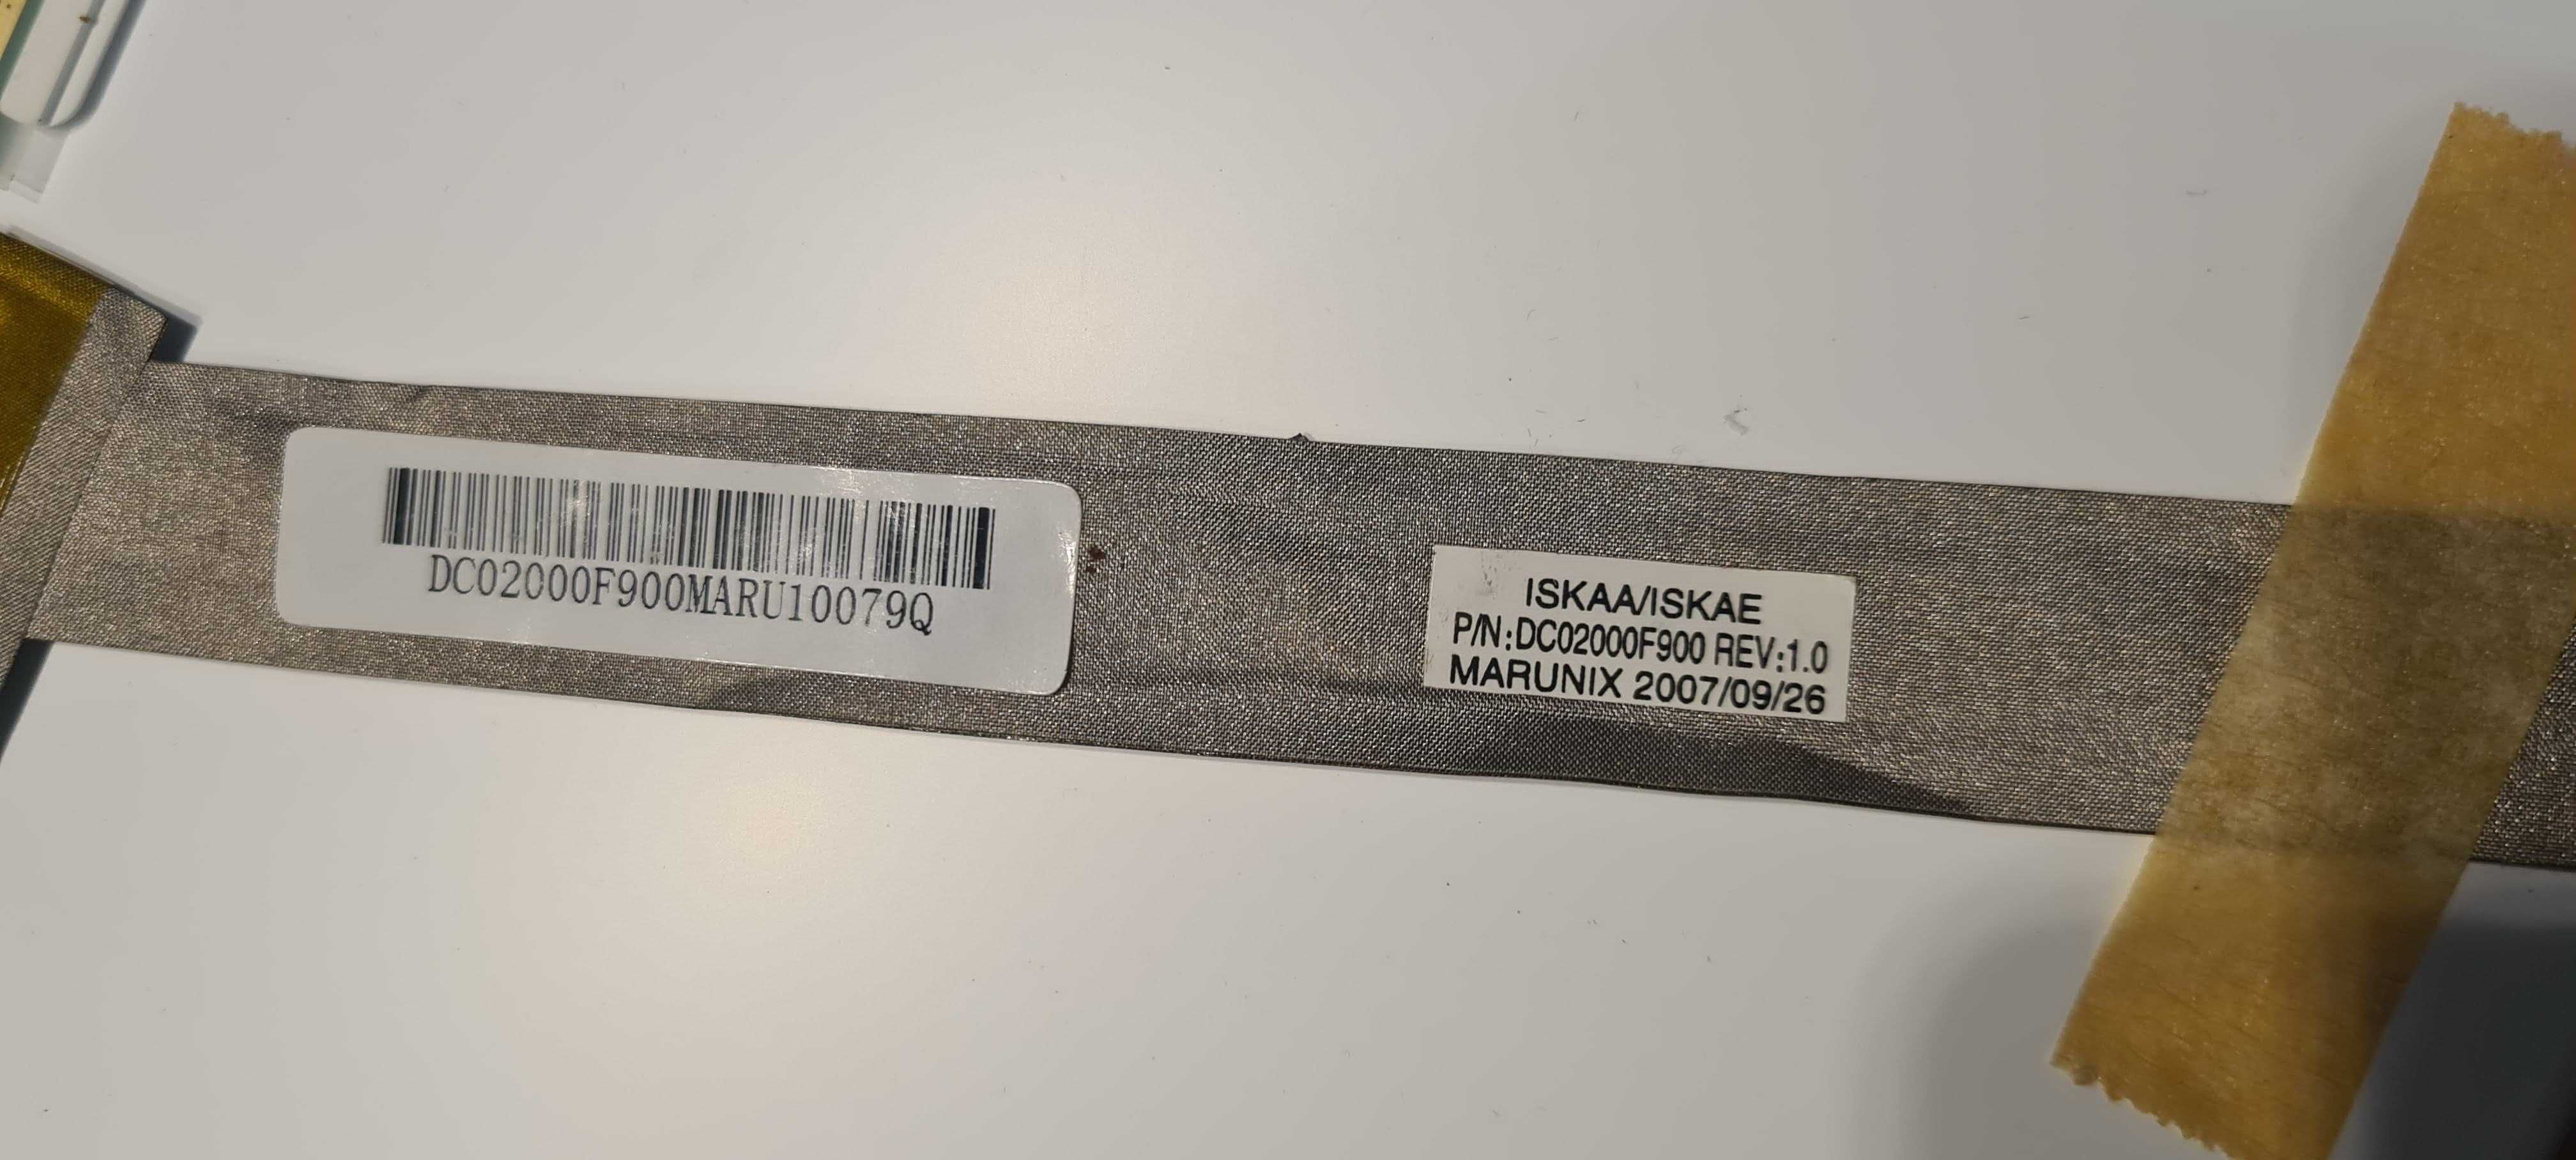 DC02000F900MARU10079Q
ISKAA/ISKAE
P/N:DC02000F900 REV:1.0
MARUNIX 2007/09/26